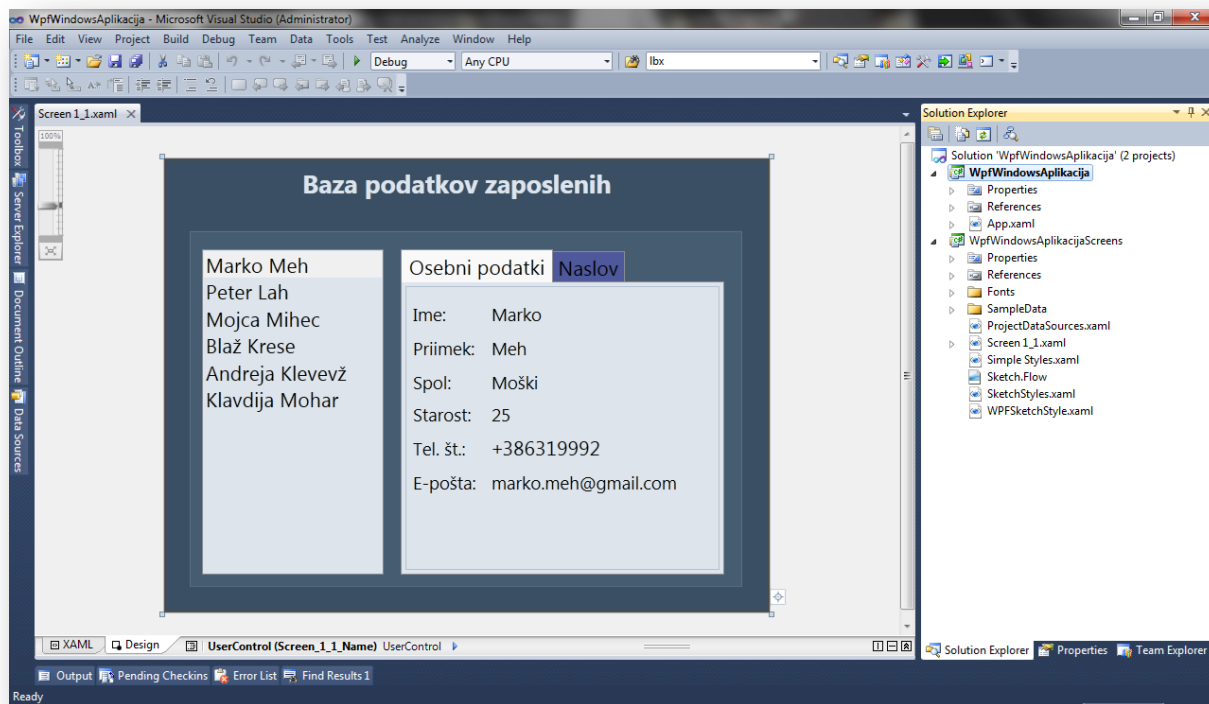 WpfWindowsAplikacija - Microsoft Visual Studio (Administrator)
File Edit View Project Build Debug Team Data Tools Test Analyze Window Help
Debug Any CPU lbx
Screen 1_1.xaml
100%
Toolbox
Server Explorer
Document Outline
Data Sources
Baza podatkov zaposlenih
Marko Meh
Peter Lah
Mojca Mihec
Blaž Krese
Andreja Klevevž
Klavdija Mohar
Osebni podatki Naslov
Ime: Marko
Priimek: Meh
Spol: Moški
Starost: 25
Tel. št.: +386319992
E-pošta: marko.meh@gmail.com
XAML Design UserControl (Screen_1_1_Name) UserControl
Solution Explorer
Solution 'WpfWindowsAplikacija' (2 projects)
WpfWindowsAplikacija
Properties
References
App.xaml
WpfWindowsAplikacijaScreens
Properties
References
Fonts
SampleData
ProjectDataSources.xaml
Screen 1_1.xaml
Simple Styles.xaml
Sketch.Flow
SketchStyles.xaml
WPFSketchStyle.xaml
Solution Explorer Properties Team Explorer
Output Pending Checkins Error List Find Results 1
Ready